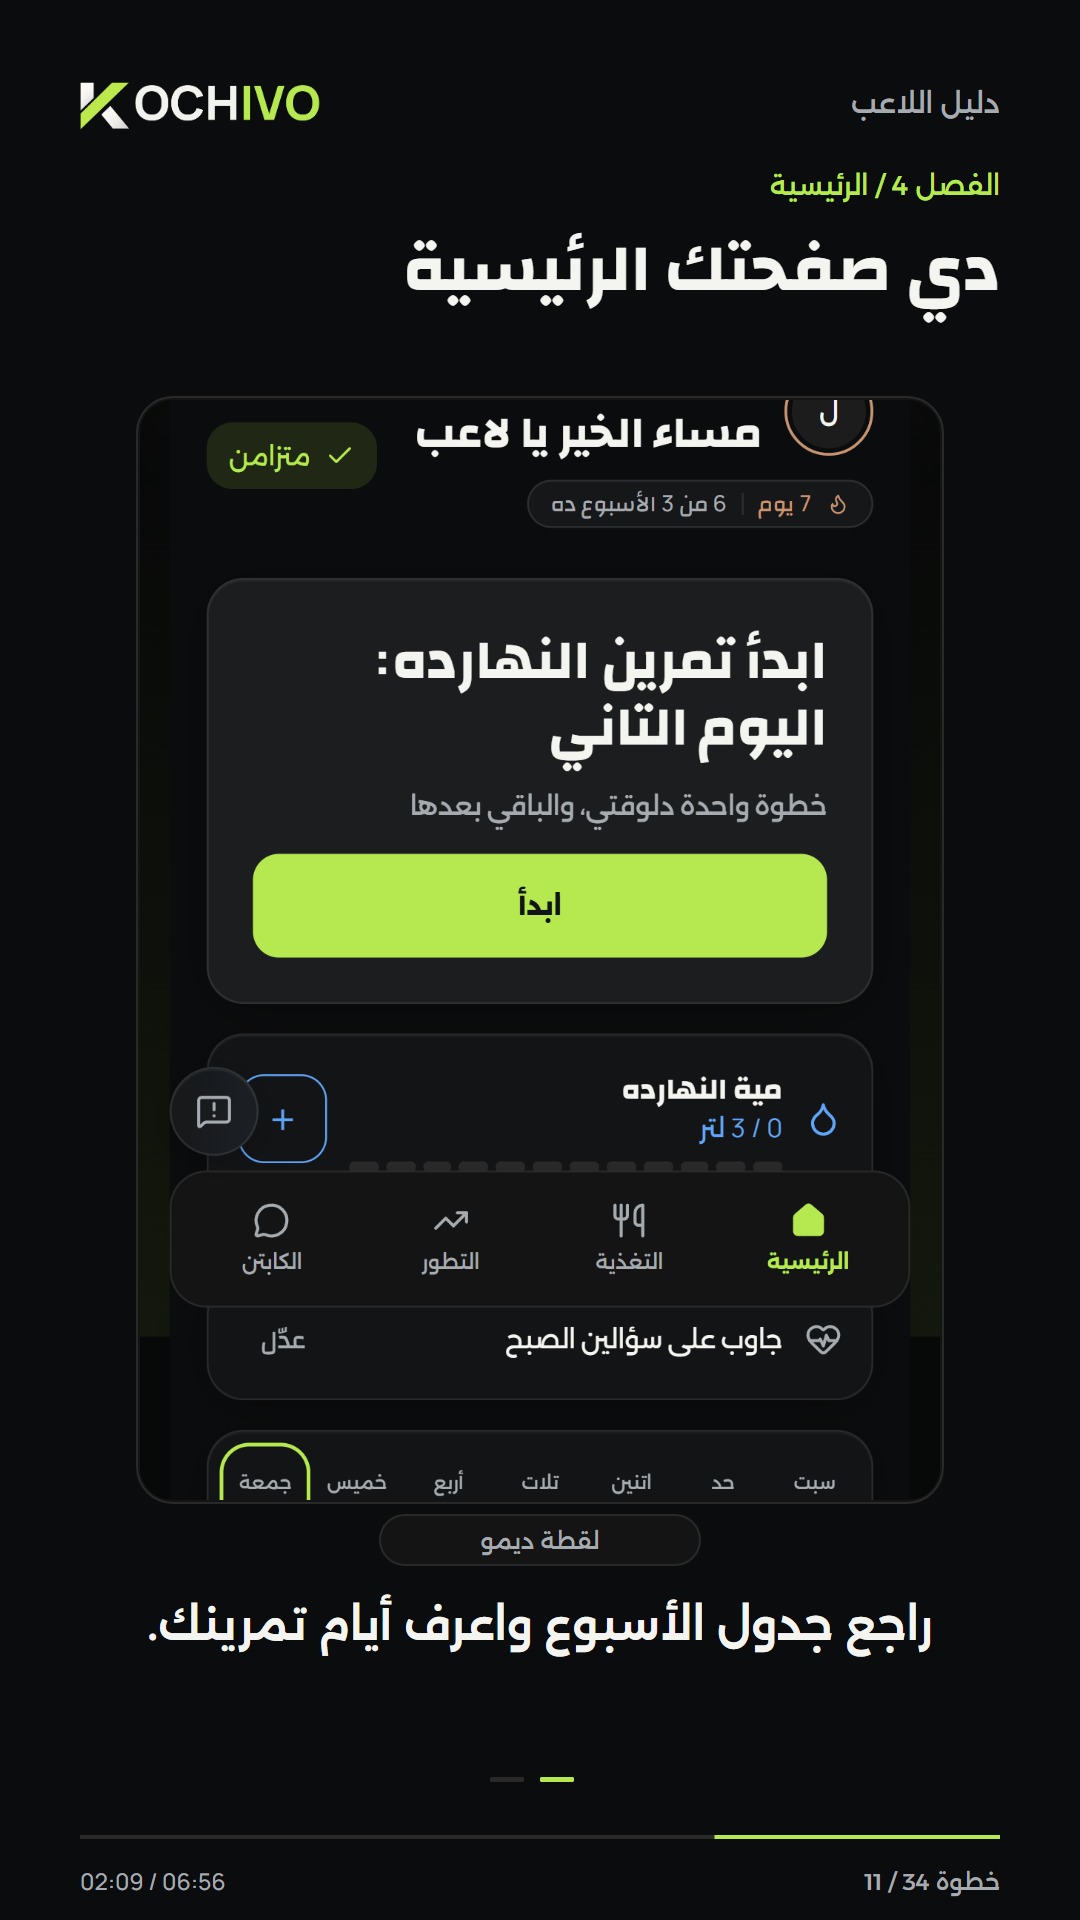 KOCHIVO
دليل اللاعب
الفصل 4 / الرئيسية
دي صفحتك الرئيسية
ل
مساء الخير يا لاعب
متزامن
7 يوم | 6 من 3 الأسبوع ده
ابدأ تمرين النهارده:
اليوم التاني
خطوة واحدة دلوقتي، والباقي بعدها
ابدأ
مية النهارده
0 / 3 لتر
+
الرئيسية
التغذية
التطور
الكابتن
جاوب على سؤالين الصبح
عدّل
سبت حد اتنين تلات أربع خميس جمعة
لقطة ديمو
راجع جدول الأسبوع واعرف أيام تمرينك.
خطوة 34 / 11
02:09 / 06:56